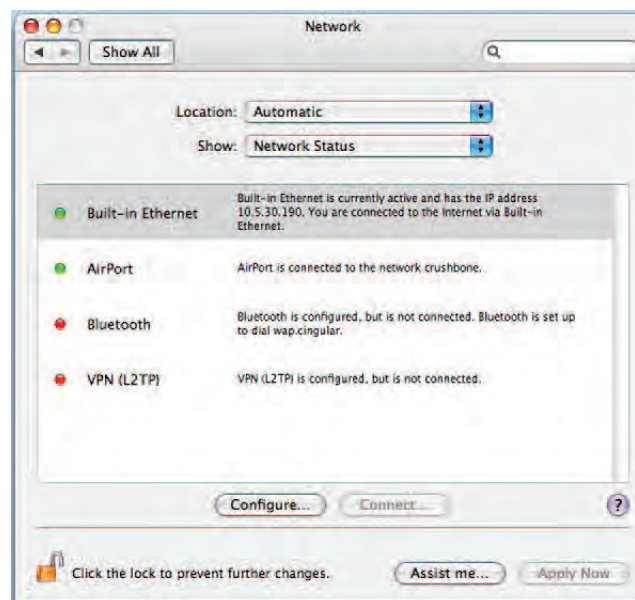 Network
Show All
Location: Automatic
Show: Network Status
Built-in Ethernet
Built-in Ethernet is currently active and has the IP address
10.5.30.190. You are connected to the Internet via Built-in
Ethernet.
AirPort
AirPort is connected to the network crushbone.
Bluetooth
Bluetooth is configured, but is not connected. Bluetooth is set up
to dial wap.cingular.
VPN (L2TP)
VPN (L2TP) is configured, but is not connected.
Configure... Connect... ?
Click the lock to prevent further changes. Assist me... Apply Now